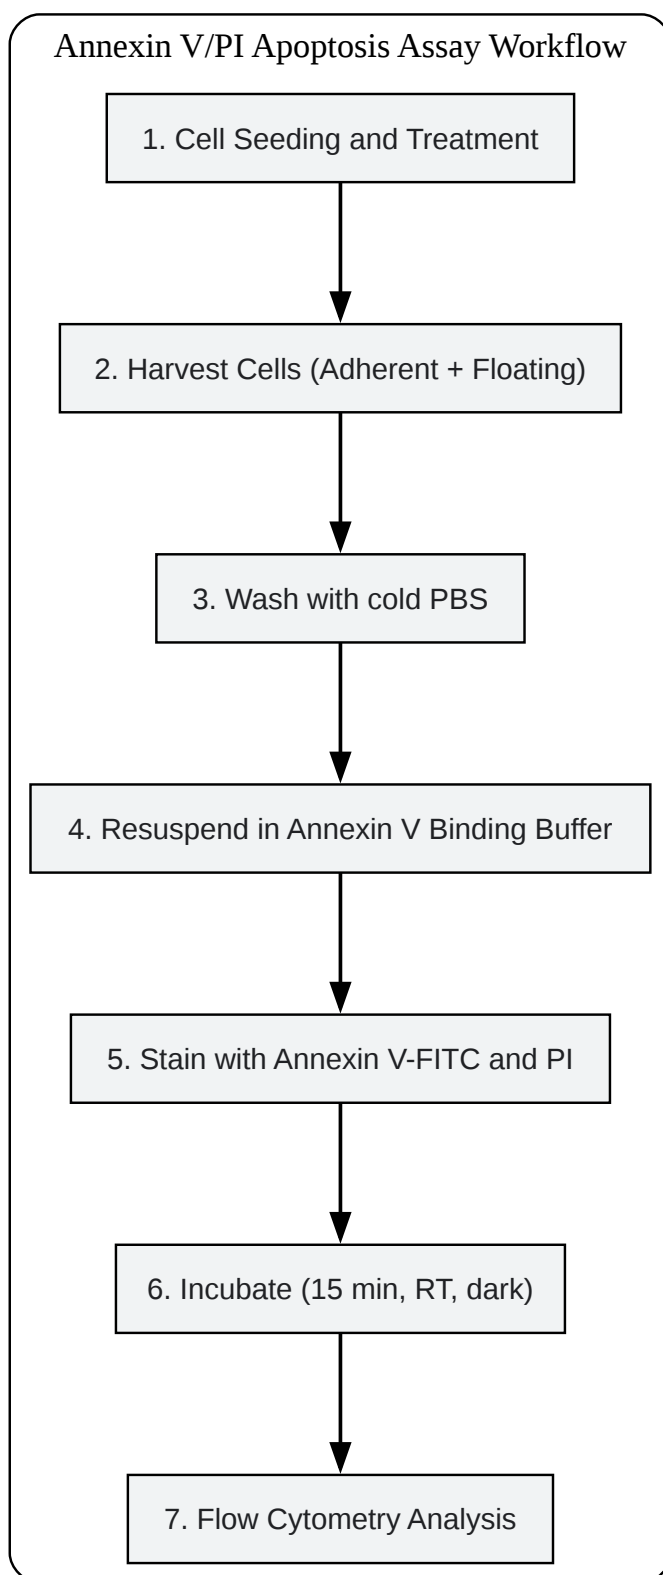 Annexin V/PI Apoptosis Assay Workflow
1. Cell Seeding and Treatment
2. Harvest Cells (Adherent + Floating)
3. Wash with cold PBS
4. Resuspend in Annexin V Binding Buffer
5. Stain with Annexin V-FITC and PI
6. Incubate (15 min, RT, dark)
7. Flow Cytometry Analysis